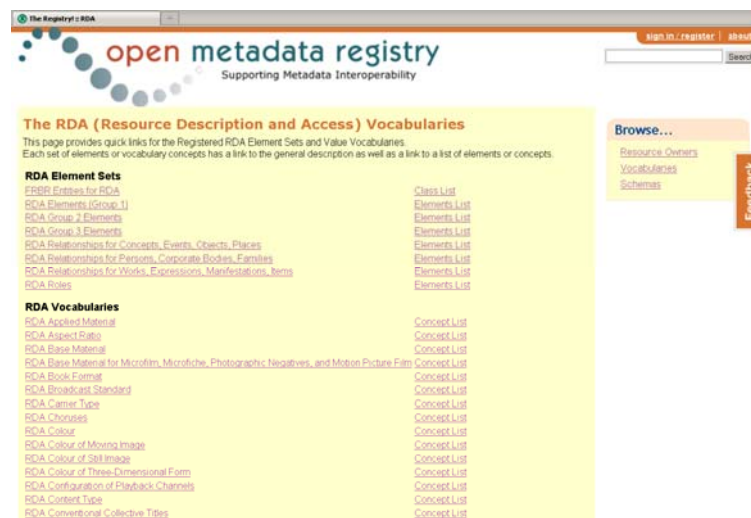 The Registry! :: RDA
sign in / register | about
open metadata registry
Supporting Metadata Interoperability
Search
The RDA (Resource Description and Access) Vocabularies
This page provides quick links for the Registered RDA Element Sets and Value Vocabularies.
Each set of elements or vocabulary concepts has a link to the general description as well as a link to a list of elements or concepts.
RDA Element Sets
FRBR Entities for RDA Class List
RDA Elements (Group 1) Elements List
RDA Group 2 Elements Elements List
RDA Group 3 Elements Elements List
RDA Relationships for Concepts, Events, Objects, Places Elements List
RDA Relationships for Persons, Corporate Bodies, Families Elements List
RDA Relationships for Works, Expressions, Manifestations, Items Elements List
RDA Roles Elements List
RDA Vocabularies
RDA Applied Material Concept List
RDA Aspect Ratio Concept List
RDA Base Material Concept List
RDA Base Material for Microfilm, Microfiche, Photographic Negatives, and Motion Picture Film Concept List
RDA Book Format Concept List
RDA Broadcast Standard Concept List
RDA Carrier Type Concept List
RDA Choruses Concept List
RDA Colour Concept List
RDA Colour of Moving Image Concept List
RDA Colour of Still Image Concept List
RDA Colour of Three-Dimensional Form Concept List
RDA Configuration of Playback Channels Concept List
RDA Content Type Concept List
RDA Conventional Collective Titles Concept List
Browse...
Resource Owners
Vocabularies
Schemas
Feedback